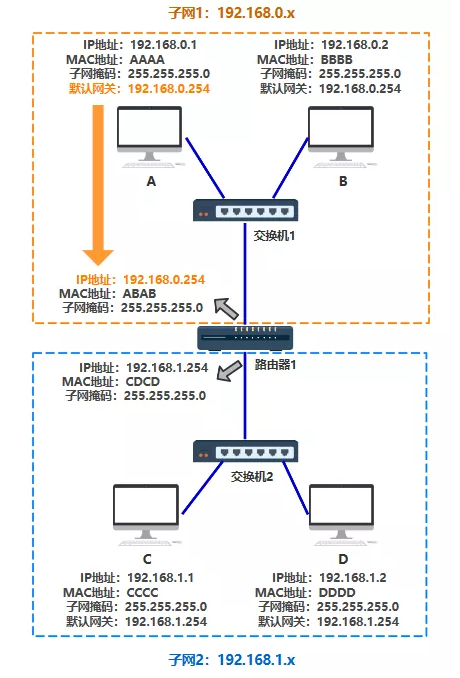 子网1：192.168.0.x
IP地址：192.168.0.1
MAC地址：AAAA
子网掩码：255.255.255.0
默认网关：192.168.0.254
IP地址：192.168.0.2
MAC地址：BBBB
子网掩码：255.255.255.0
默认网关：192.168.0.254
A
B
交换机1
IP地址：192.168.0.254
MAC地址：ABAB
子网掩码：255.255.255.0
路由器1
IP地址：192.168.1.254
MAC地址：CDCD
子网掩码：255.255.255.0
交换机2
C
D
IP地址：192.168.1.1
MAC地址：CCCC
子网掩码：255.255.255.0
默认网关：192.168.1.254
IP地址：192.168.1.2
MAC地址：DDDD
子网掩码：255.255.255.0
默认网关：192.168.1.254
子网2：192.168.1.x